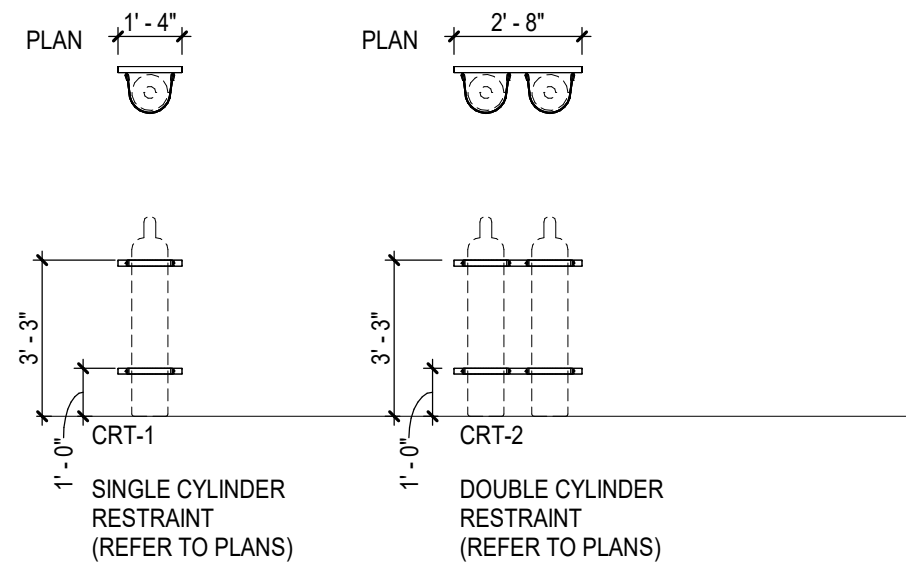 PLAN
1' - 4"
PLAN
2' - 8"
3' - 3"
1' - 0"
CRT-1
SINGLE CYLINDER
RESTRAINT
(REFER TO PLANS)
3' - 3"
1' - 0"
CRT-2
DOUBLE CYLINDER
RESTRAINT
(REFER TO PLANS)